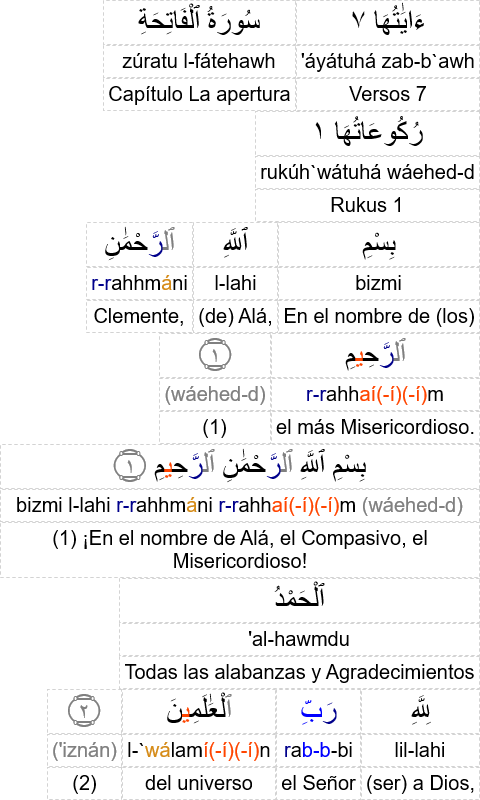 ءَايَٰتُهَا ٧ سُورَةُ ٱلْفَاتِحَةِ
zúratu l-fátehawh 'áyátuhá zab-b`awh
Capítulo La apertura Versos 7
رُكُوعَاتُهَا ١
rukúh`wátuhá wáehed-d
Rukus 1
بِسْمِ ٱللَّهِ ٱلرَّحْمَٰنِ
r-rahhmáni l-lahi bizmi
Clemente, (de) Alá, En el nombre de (los)
ٱلرَّحِيمِ ١
(wáehed-d) r-rahhaí(-í)(-í)m
(1) el más Misericordioso.
بِسْمِ ٱللَّهِ ٱلرَّحْمَٰنِ ٱلرَّحِيمِ ١
bizmi l-lahi r-rahhmáni r-rahhaí(-í)(-í)m (wáehed-d)
(1) ¡En el nombre de Alá, el Compasivo, el
Misericordioso!
ٱلْحَمْدُ
'al-hawmdu
Todas las alabanzas y Agradecimientos
لِلَّهِ رَبِّ ٱلْعَٰلَمِينَ ٢
('iznán) l-`wálamí(-í)(-í)n rab-b-bi lil-lahi
(2) del universo el Señor (ser) a Dios,